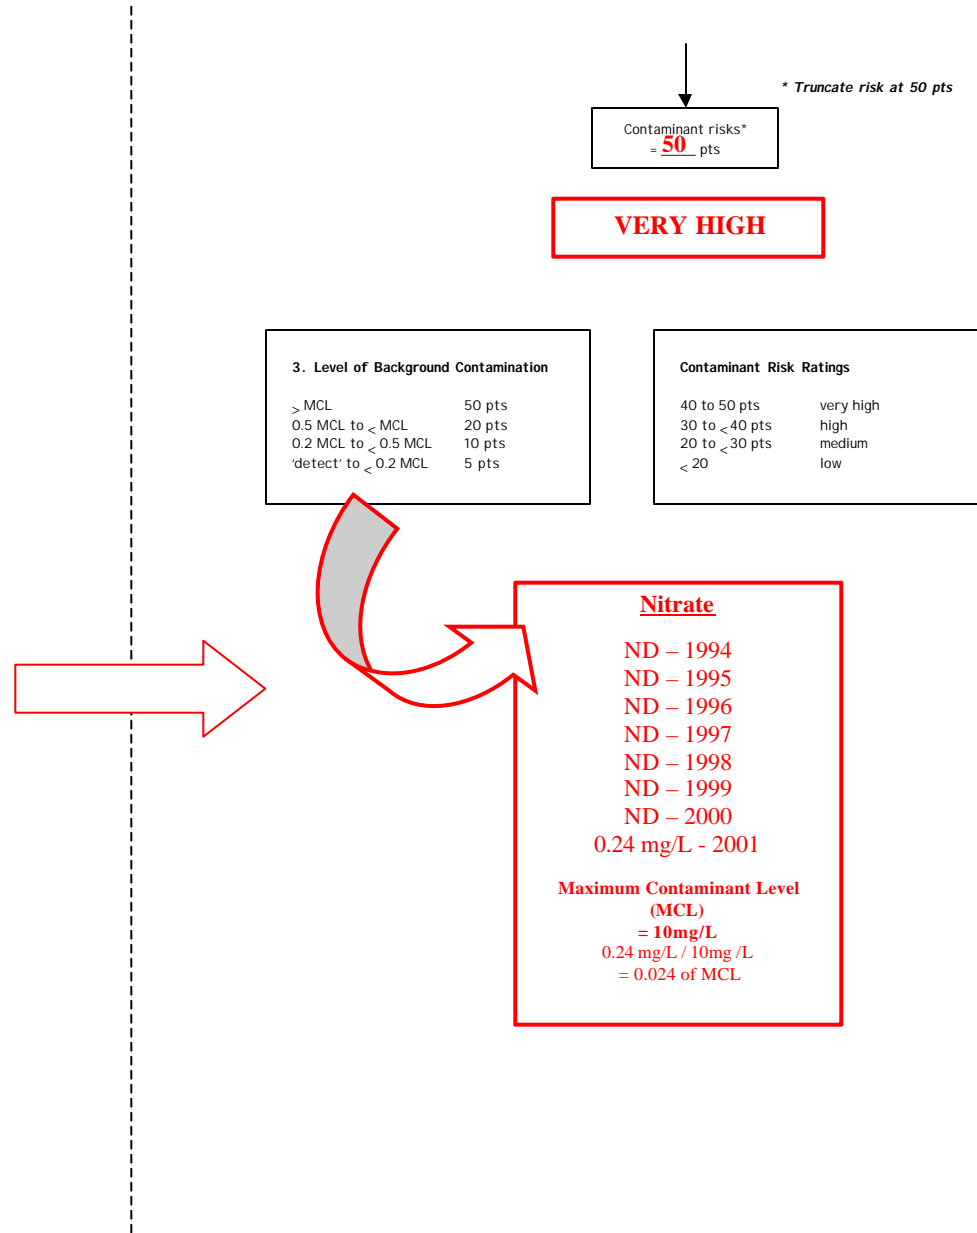 * Truncate risk at 50 pts
Contaminant risks*
= 50 pts
VERY HIGH
3. Level of Background Contamination
> MCL 50 pts
0.5 MCL to < MCL 20 pts
0.2 MCL to < 0.5 MCL 10 pts
'detect' to < 0.2 MCL 5 pts
Contaminant Risk Ratings
40 to 50 pts very high
30 to < 40 pts high
20 to < 30 pts medium
< 20 low
Nitrate
ND – 1994
ND – 1995
ND – 1996
ND – 1997
ND – 1998
ND – 1999
ND – 2000
0.24 mg/L - 2001
Maximum Contaminant Level
(MCL)
= 10mg/L
0.24 mg/L / 10mg /L
= 0.024 of MCL